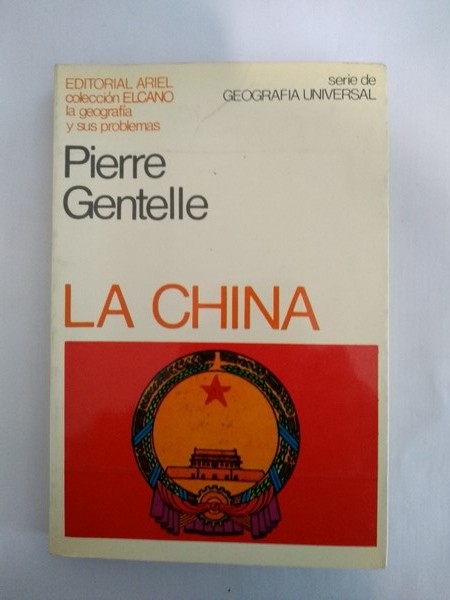 EDITORIAL ARIEL
colección ELCANO
la geografía
y sus problemas
serie de
GEOGRAFIA UNIVERSAL
Pierre
Gentelle
LA CHINA